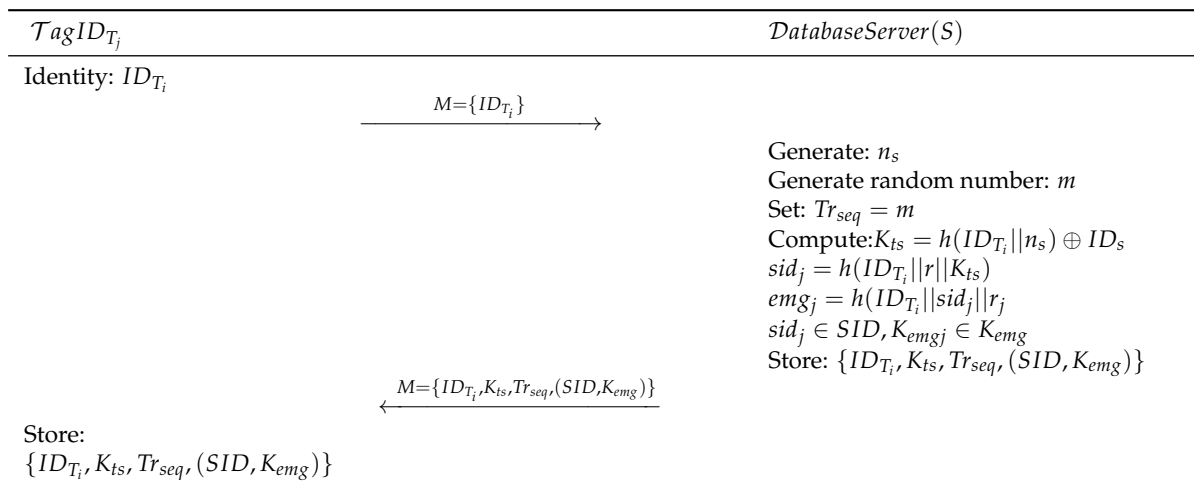 𝒯agID_{T_j} 𝒟atabaseServer(S)
Identity: ID_{T_i}
M={ID_{T_i}}
Generate: n_s
Generate random number: m
Set: Tr_{seq} = m
Compute:K_{ts} = h(ID_{T_i}||n_s) ⊕ ID_s
sid_j = h(ID_{T_i}||r||K_{ts})
emg_j = h(ID_{T_i}||sid_j||r_j
sid_j ∈ SID, K_{emgj} ∈ K_{emg}
Store: {ID_{T_i}, K_{ts}, Tr_{seq}, (SID, K_{emg})}
M={ID_{T_i},K_{ts},Tr_{seq},(SID,K_{emg})}
Store:
{ID_{T_i}, K_{ts}, Tr_{seq}, (SID, K_{emg})}